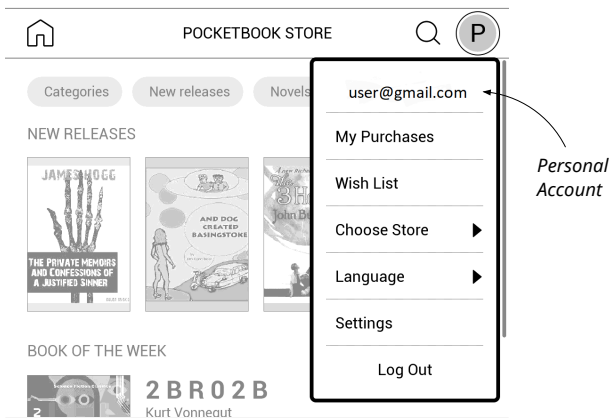 POCKETBOOK STORE
P
Categories
New releases
Novels
user@gmail.com
My Purchases
Wish List
Choose Store
Language
Settings
Log Out
Personal
Account
NEW RELEASES
JAMES HOGG
THE PRIVATE MEMOIRS
AND CONFESSIONS OF
A JUSTIFIED SINNER
AND DOG
CREATED
BASINGSTOKE
The
John Bu
BOOK OF THE WEEK
2
2 B R 0 2 B
Kurt Vonnegut